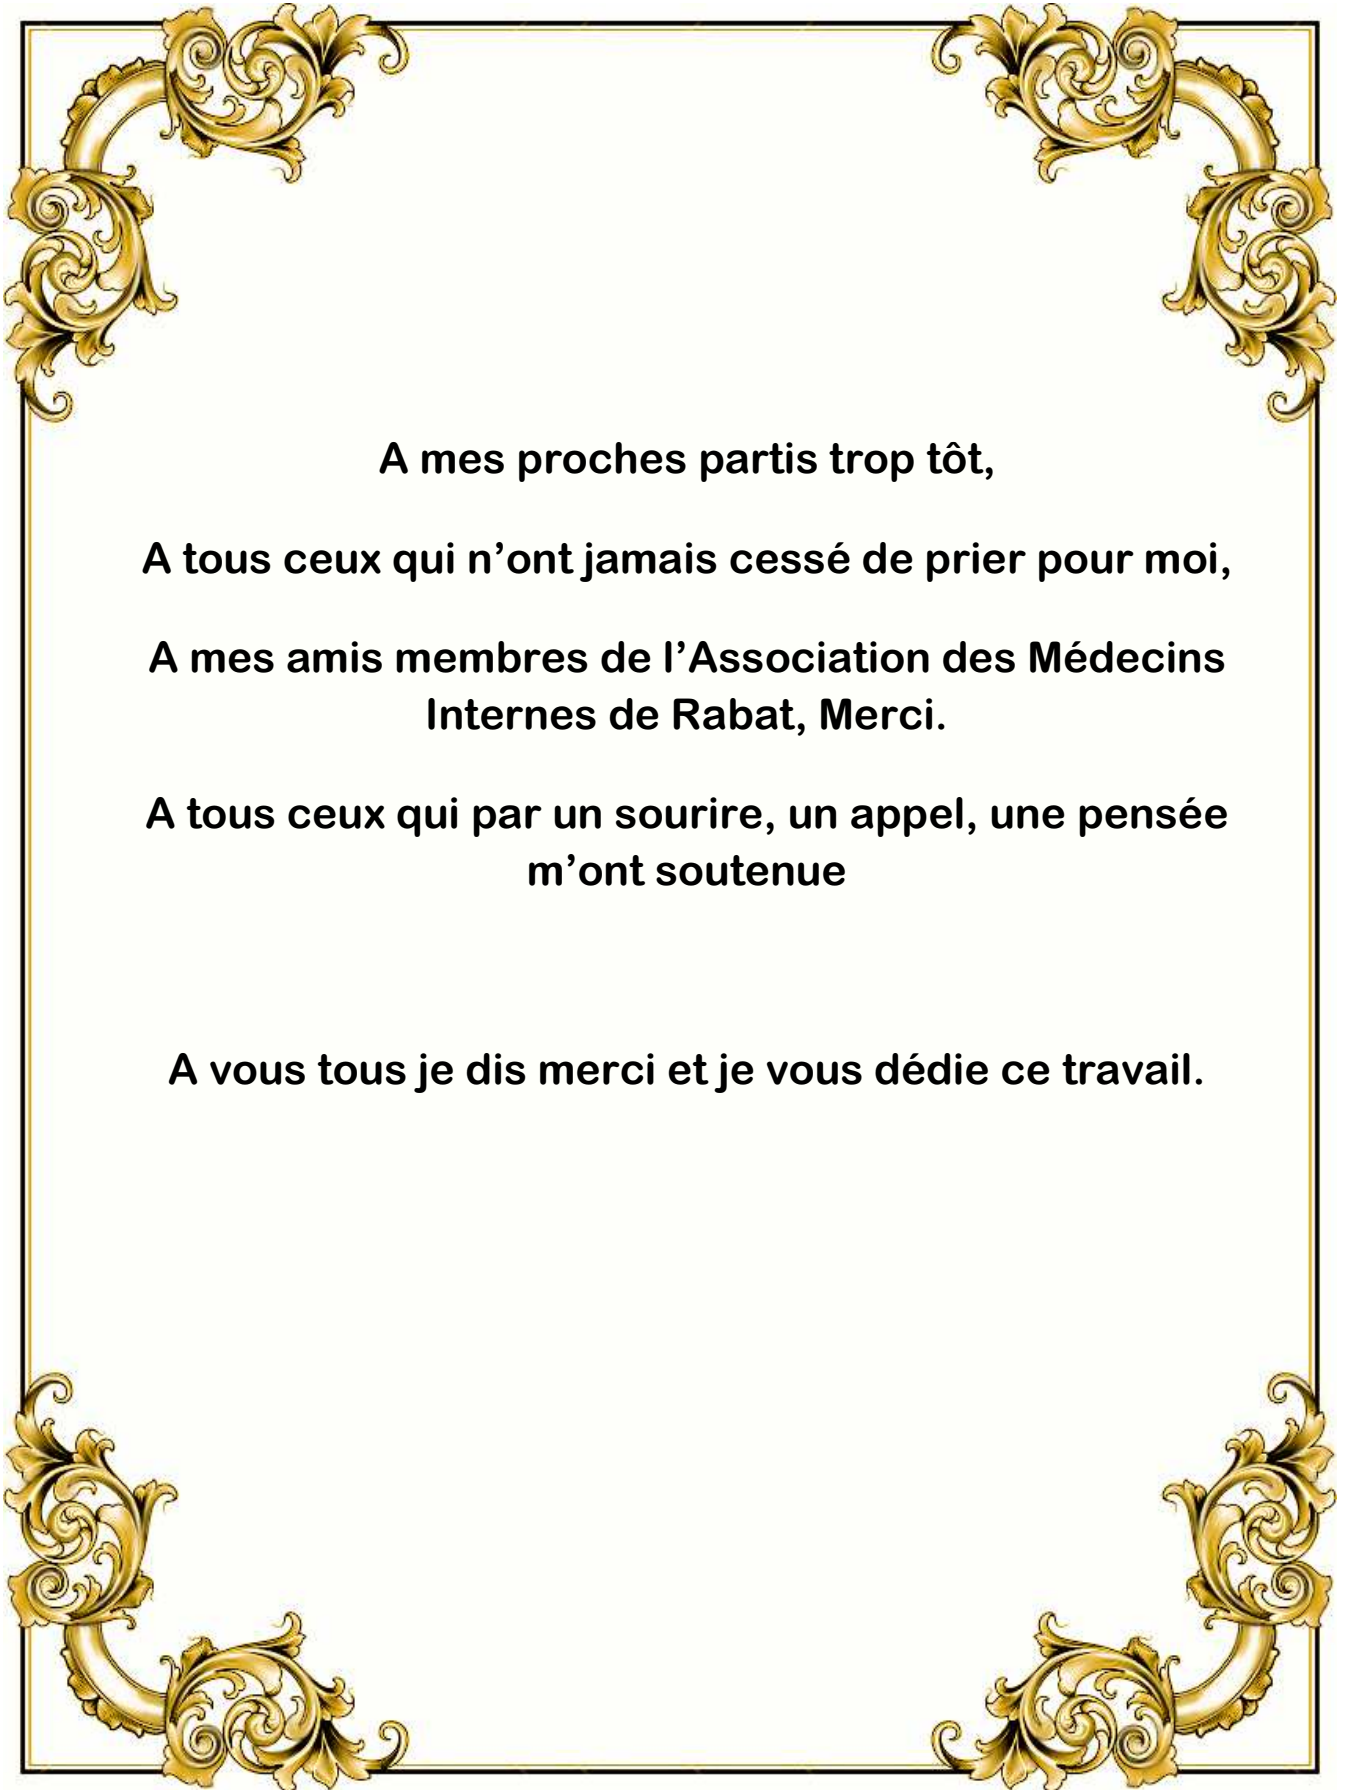 A mes proches partis trop tôt,
A tous ceux qui n’ont jamais cessé de prier pour moi,
A mes amis membres de l’Association des Médecins
Internes de Rabat, Merci.
A tous ceux qui par un sourire, un appel, une pensée
m’ont soutenue
A vous tous je dis merci et je vous dédie ce travail.